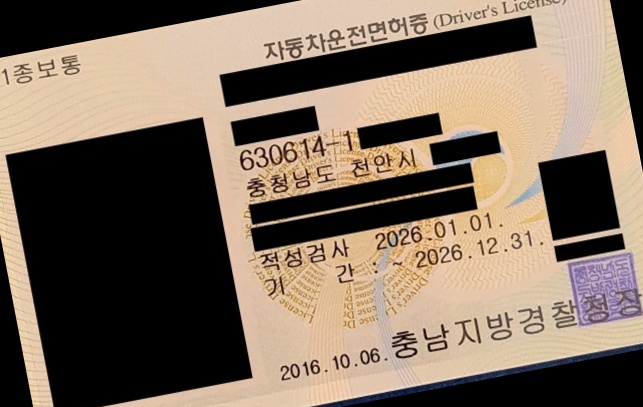 1종보통
자동차운전면허증 (Driver's License)
630614-1
충청남도 천안시
적성검사 2026.01.01.
기 간 : ~ 2026.12.31.
2016.10.06. 충남지방경찰청장